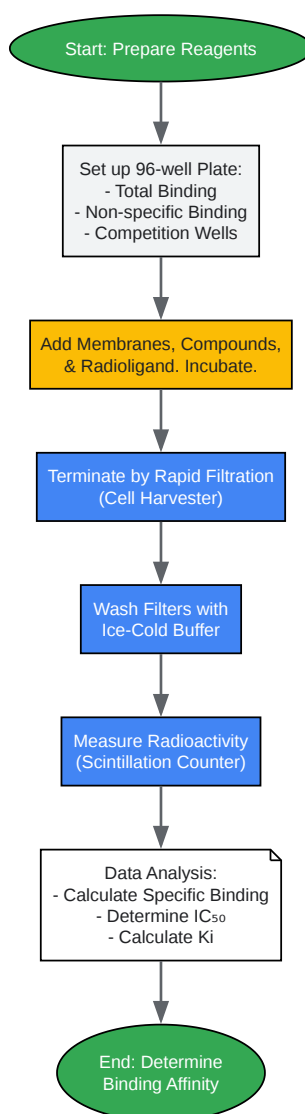 Start: Prepare Reagents
Set up 96-well Plate:
- Total Binding
- Non-specific Binding
- Competition Wells
Add Membranes, Compounds,
& Radioligand. Incubate.
Terminate by Rapid Filtration
(Cell Harvester)
Wash Filters with
Ice-Cold Buffer
Measure Radioactivity
(Scintillation Counter)
Data Analysis:
- Calculate Specific Binding
- Determine IC₅₀
- Calculate Ki
End: Determine
Binding Affinity